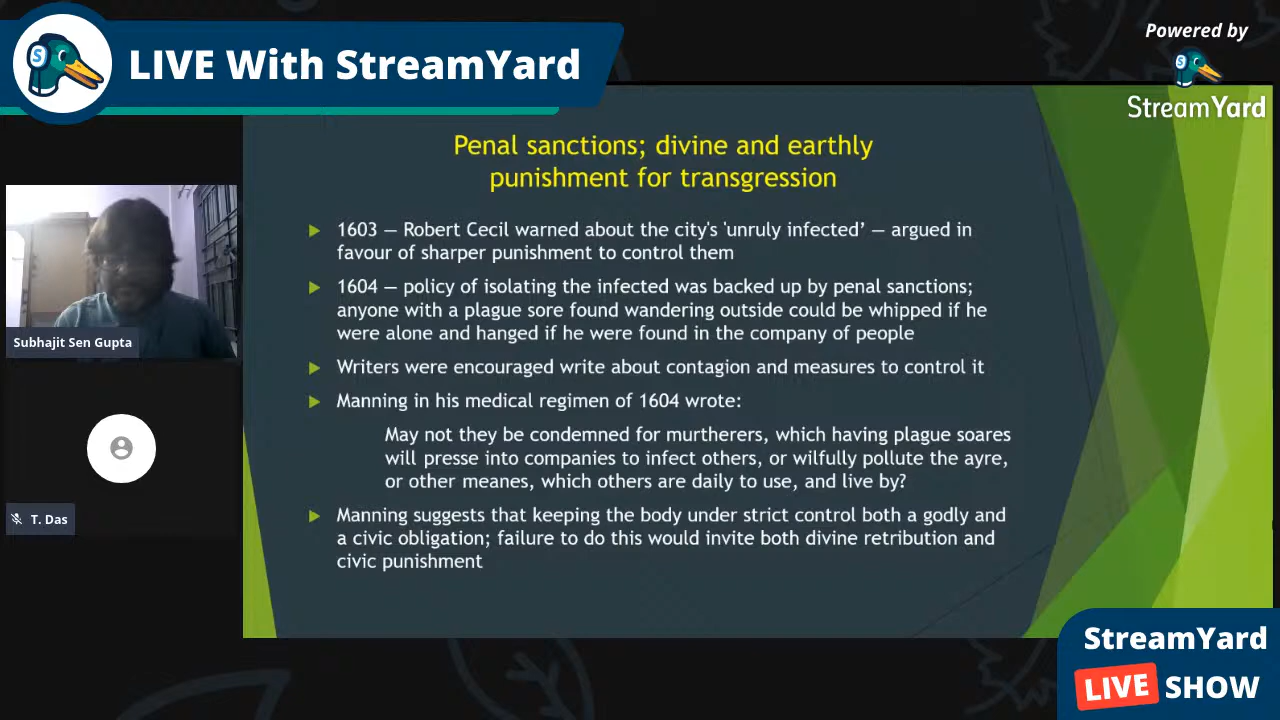 LIVE With StreamYard
Powered by
StreamYard
Penal sanctions; divine and earthly
punishment for transgression
1603 – Robert Cecil warned about the city's 'unruly infected’ – argued in
favour of sharper punishment to control them
1604 – policy of isolating the infected was backed up by penal sanctions;
anyone with a plague sore found wandering outside could be whipped if he
were alone and hanged if he were found in the company of people
Writers were encouraged write about contagion and measures to control it
Manning in his medical regimen of 1604 wrote:
May not they be condemned for murtherers, which having plague soares
will presse into companies to infect others, or wilfully pollute the ayre,
or other meanes, which others are daily to use, and live by?
Manning suggests that keeping the body under strict control both a godly and
a civic obligation; failure to do this would invite both divine retribution and
civic punishment
Subhajit Sen Gupta
T. Das
StreamYard
LIVE SHOW